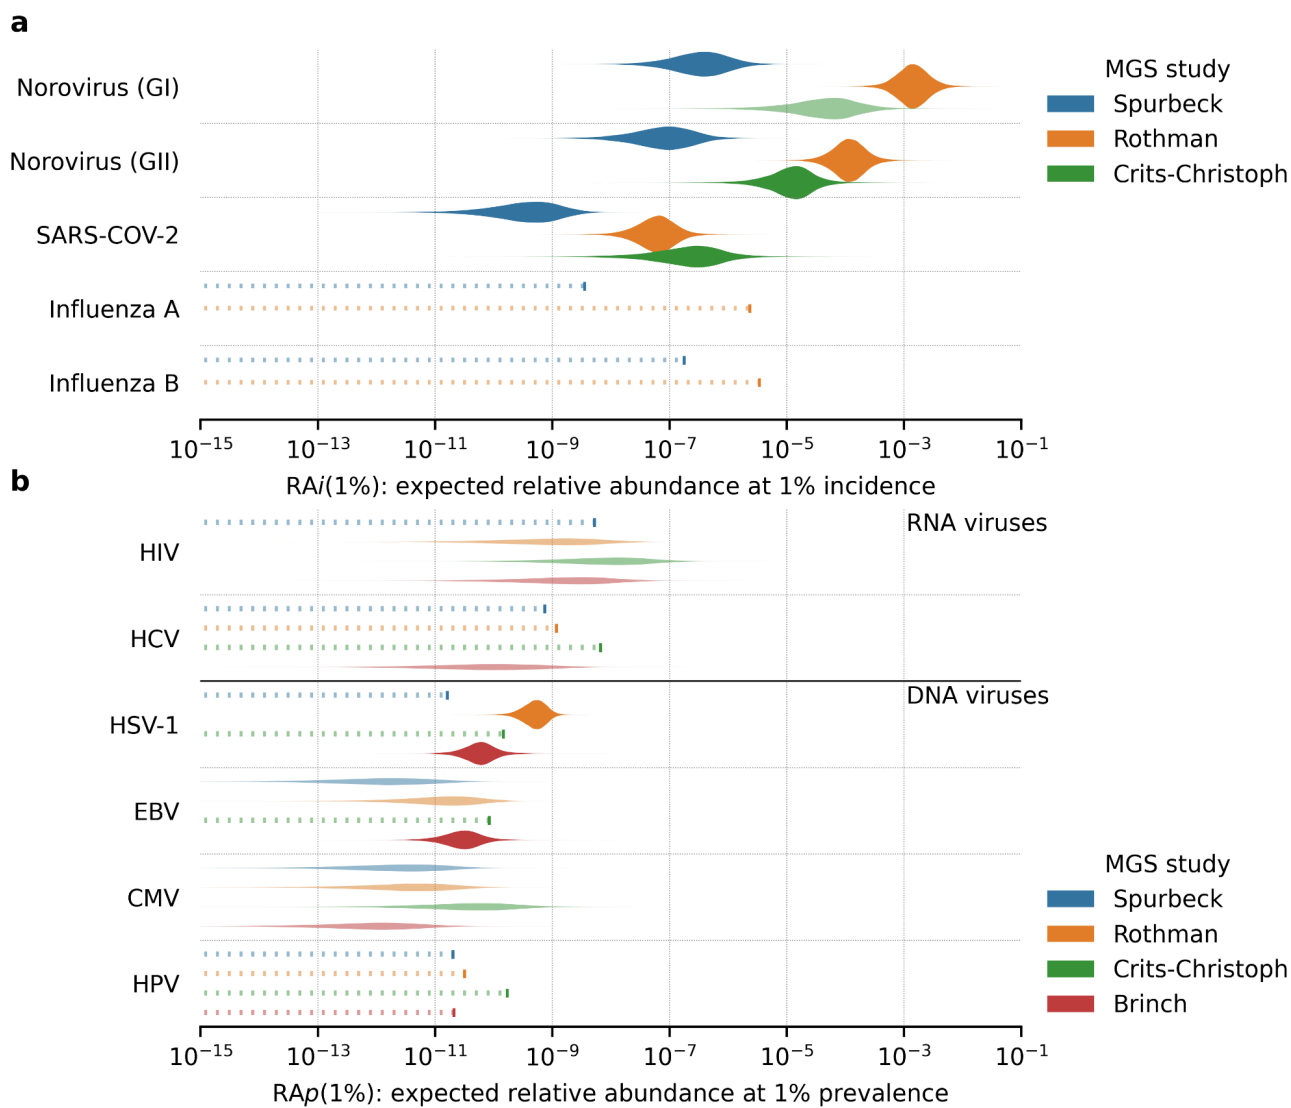 a
Norovirus (GI)
Norovirus (GII)
SARS-COV-2
Influenza A
Influenza B
MGS study
Spurbeck
Rothman
Crits-Christoph
10⁻¹⁵ 10⁻¹³ 10⁻¹¹ 10⁻⁹ 10⁻⁷ 10⁻⁵ 10⁻³ 10⁻¹
RAi(1%): expected relative abundance at 1% incidence
b
RNA viruses
HIV
HCV
DNA viruses
HSV-1
EBV
CMV
HPV
MGS study
Spurbeck
Rothman
Crits-Christoph
Brinch
10⁻¹⁵ 10⁻¹³ 10⁻¹¹ 10⁻⁹ 10⁻⁷ 10⁻⁵ 10⁻³ 10⁻¹
RAp(1%): expected relative abundance at 1% prevalence